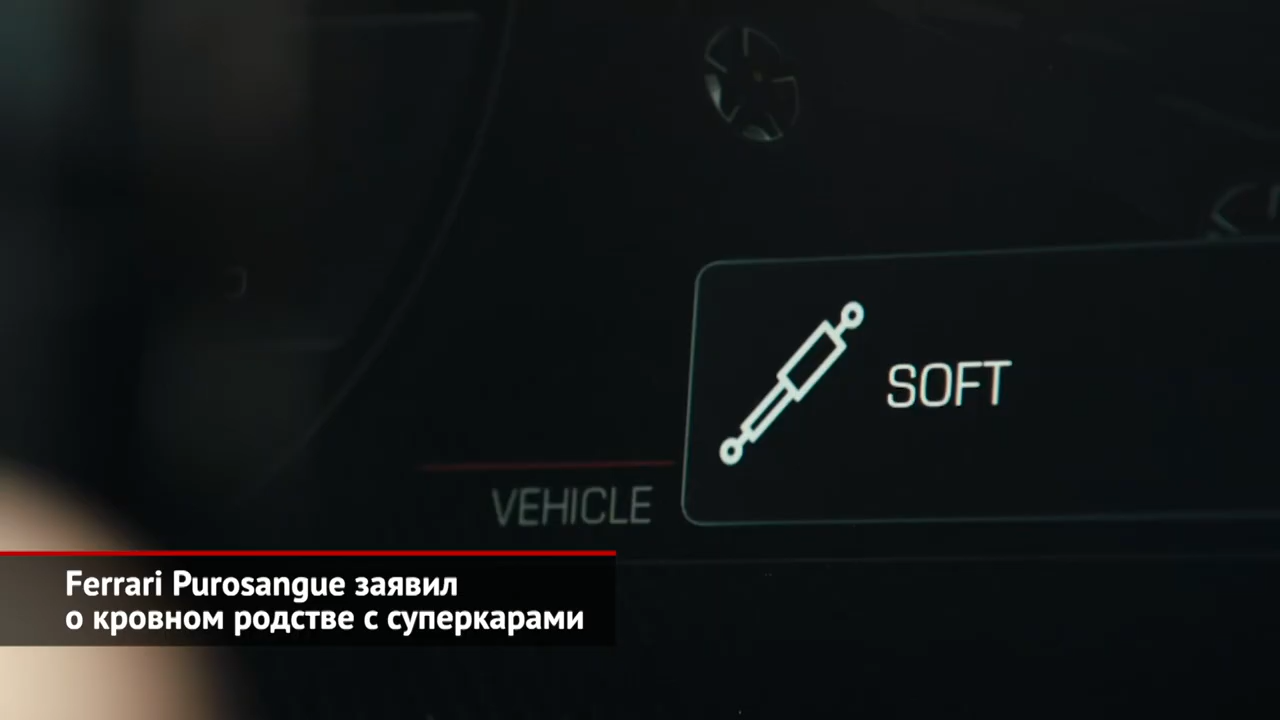 SOFT
VEHICLE
Ferrari Purosangue заявил
о кровном родстве с суперкарами